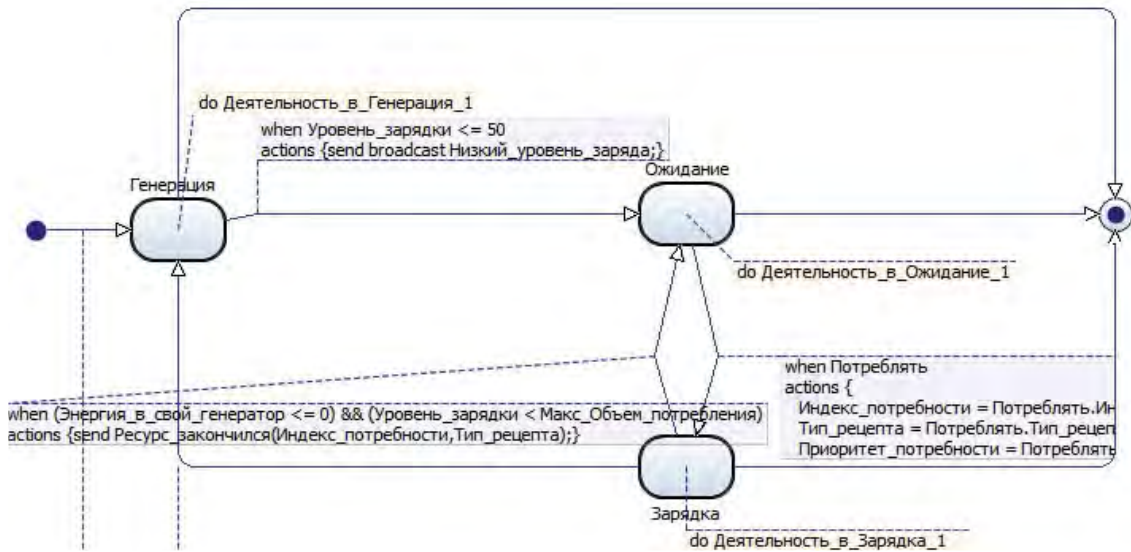 do Деятельность_в_Генерация_1
when Уровень_зарядки <= 50
actions {send broadcast Низкий_уровень_заряда;}
Генерация
Ожидание
do Деятельность_в_Ожидание_1
when Потреблять
actions {
Индекс_потребности = Потреблять.Ин
Тип_рецепта = Потреблять.Тип_рецеп
Приоритет_потребности = Потреблять
when (Энергия_в_свой_генератор <= 0) && (Уровень_зарядки < Макс_Объем_потребления)
actions {send Ресурс_закончился(Индекс_потребности,Тип_рецепта);}
Зарядка
do Деятельность_в_Зарядка_1